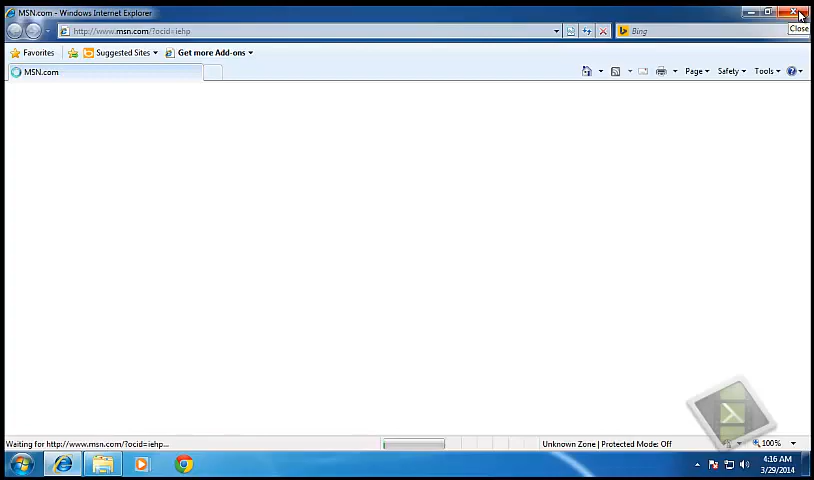 MSN.com - Windows Internet Explorer
Close
http://www.msn.com/?ocid=iehp
Bing
Favorites
Suggested Sites
Get more Add-ons
MSN.com
Page
Safety
Tools
Waiting for http://www.msn.com/?ocid=iehp...
Unknown Zone | Protected Mode: Off
100%
4:16 AM
3/29/2014